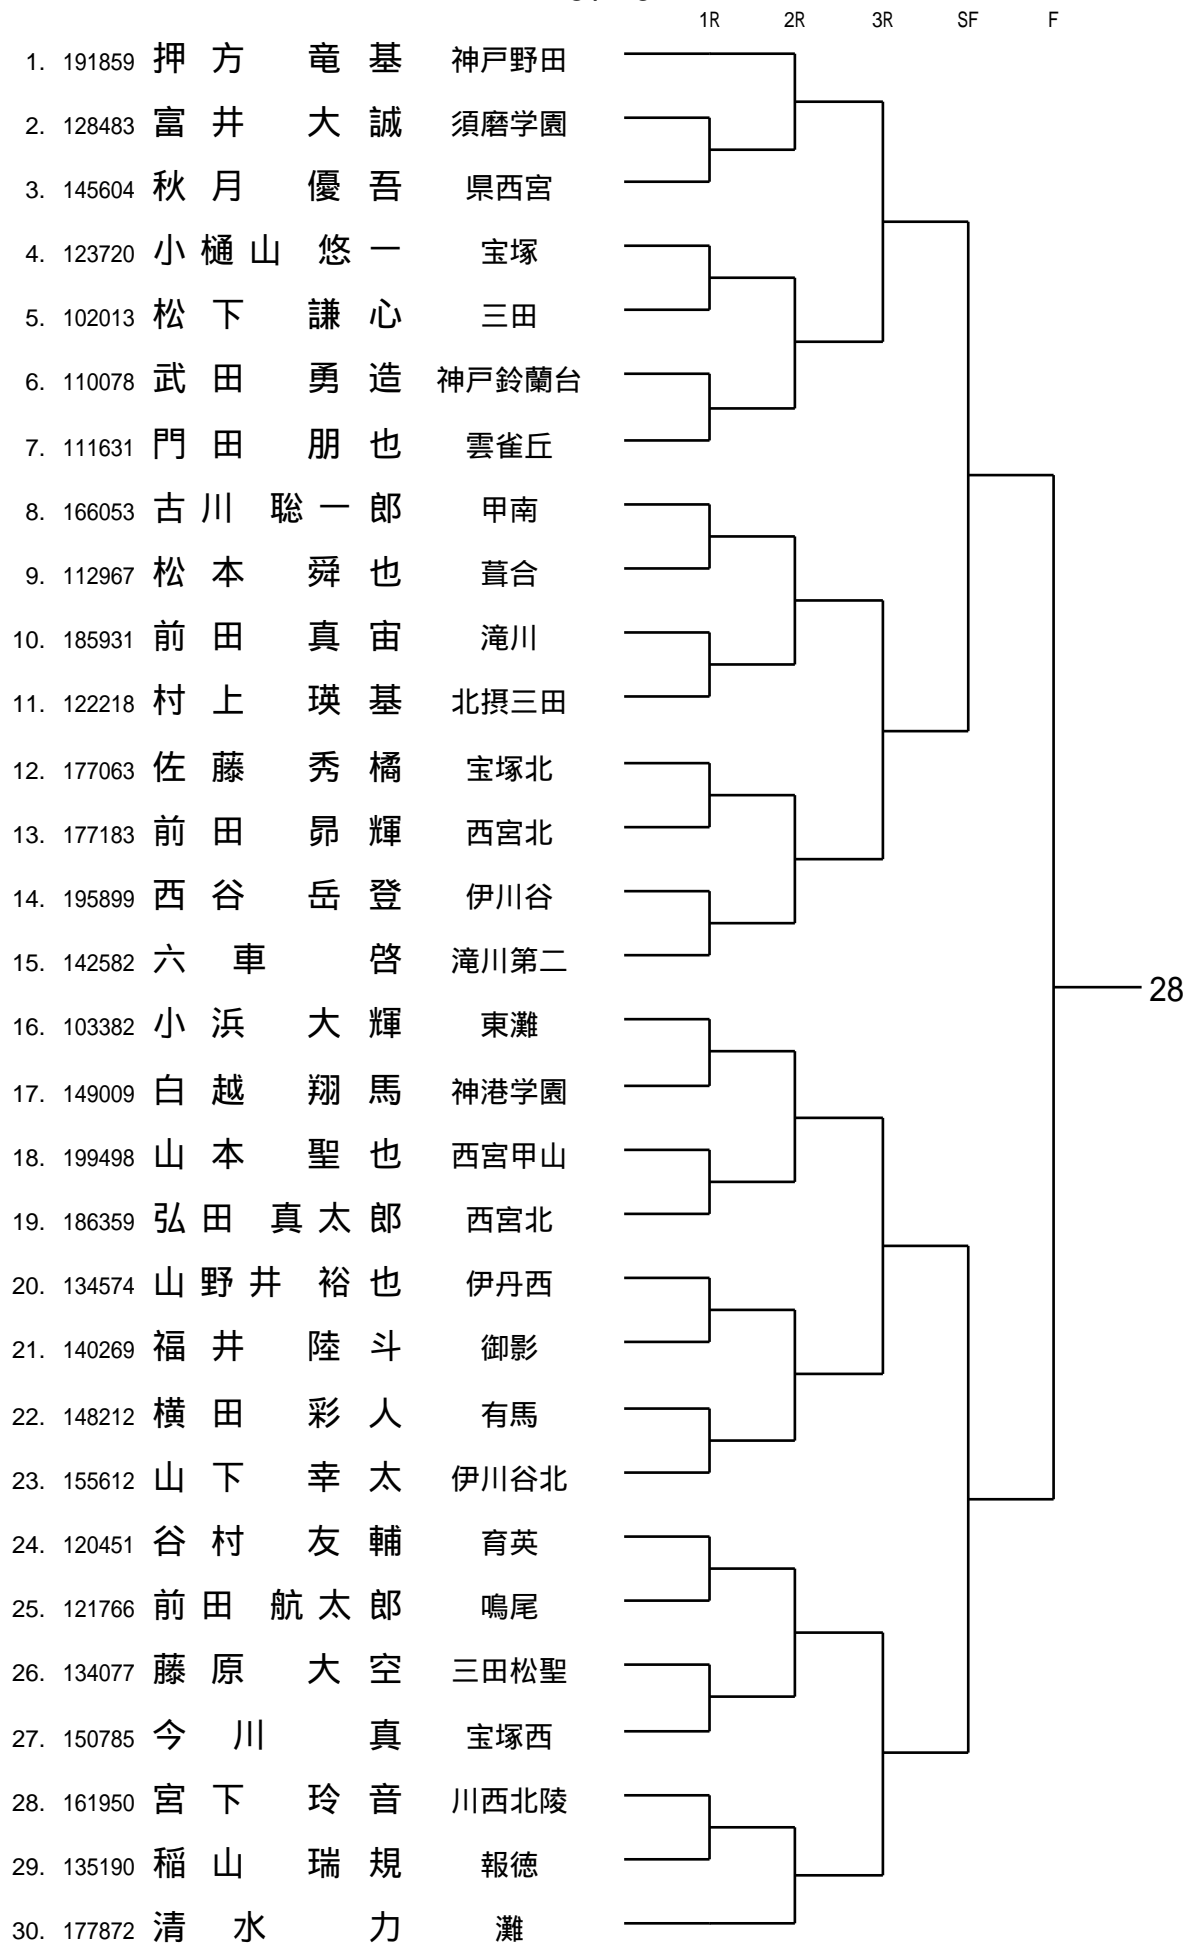 1R 2R 3R SF F
1. 191859 押方 竜基 神戸野田
2. 128483 富井 大誠 須磨学園
3. 145604 秋月 優吾 県西宮
4. 123720 小樋山 悠一 宝塚
5. 102013 松下 謙心 三田
6. 110078 武田 勇造 神戸鈴蘭台
7. 111631 門田 朋也 雲雀丘
8. 166053 古川 聡一郎 甲南
9. 112967 松本 舜也 葺合
10. 185931 前田 真宙 滝川
11. 122218 村上 瑛基 北摂三田
12. 177063 佐藤 秀橘 宝塚北
13. 177183 前田 昴輝 西宮北
14. 195899 西谷 岳登 伊川谷
15. 142582 六車 啓 滝川第二
28
16. 103382 小浜 大輝 東灘
17. 149009 白越 翔馬 神港学園
18. 199498 山本 聖也 西宮甲山
19. 186359 弘田 真太郎 西宮北
20. 134574 山野井 裕也 伊丹西
21. 140269 福井 陸斗 御影
22. 148212 横田 彩人 有馬
23. 155612 山下 幸太 伊川谷北
24. 120451 谷村 友輔 育英
25. 121766 前田 航太郎 鳴尾
26. 134077 藤原 大空 三田松聖
27. 150785 今川 真 宝塚西
28. 161950 宮下 玲音 川西北陵
29. 135190 稲山 瑞規 報徳
30. 177872 清水 力 灘